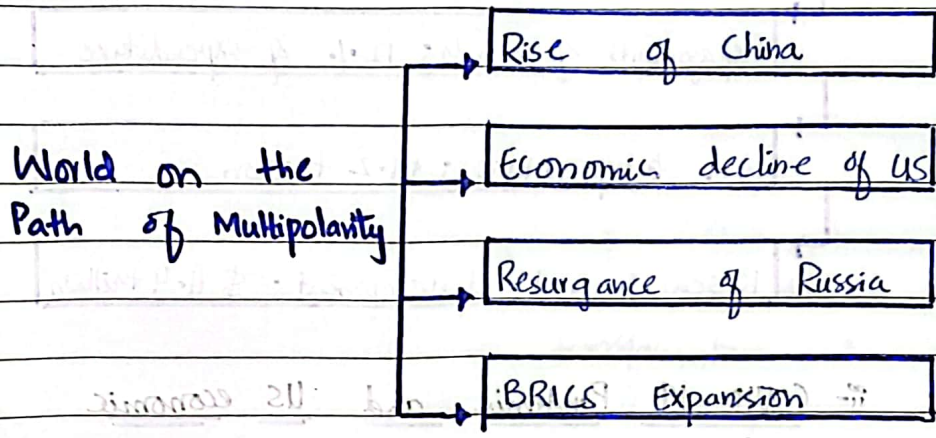 Rise of China
Economic decline of US
World on the
Path of Multipolarity
Resurgance of Russia
BRICS Expansion